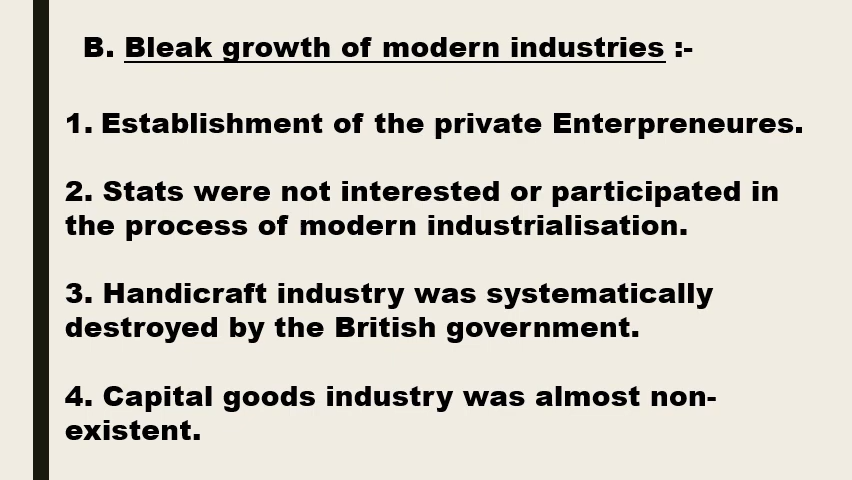 B. Bleak growth of modern industries :-
1. Establishment of the private Enterpreneures.
2. Stats were not interested or participated in
the process of modern industrialisation.
3. Handicraft industry was systematically
destroyed by the British government.
4. Capital goods industry was almost non-
existent.